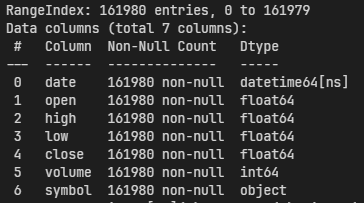 RangeIndex: 161980 entries, 0 to 161979
Data columns (total 7 columns):
 #   Column  Non-Null Count   Dtype
---  ------  --------------   -----
 0   date    161980 non-null  datetime64[ns]
 1   open    161980 non-null  float64
 2   high    161980 non-null  float64
 3   low     161980 non-null  float64
 4   close   161980 non-null  float64
 5   volume  161980 non-null  int64
 6   symbol  161980 non-null  object